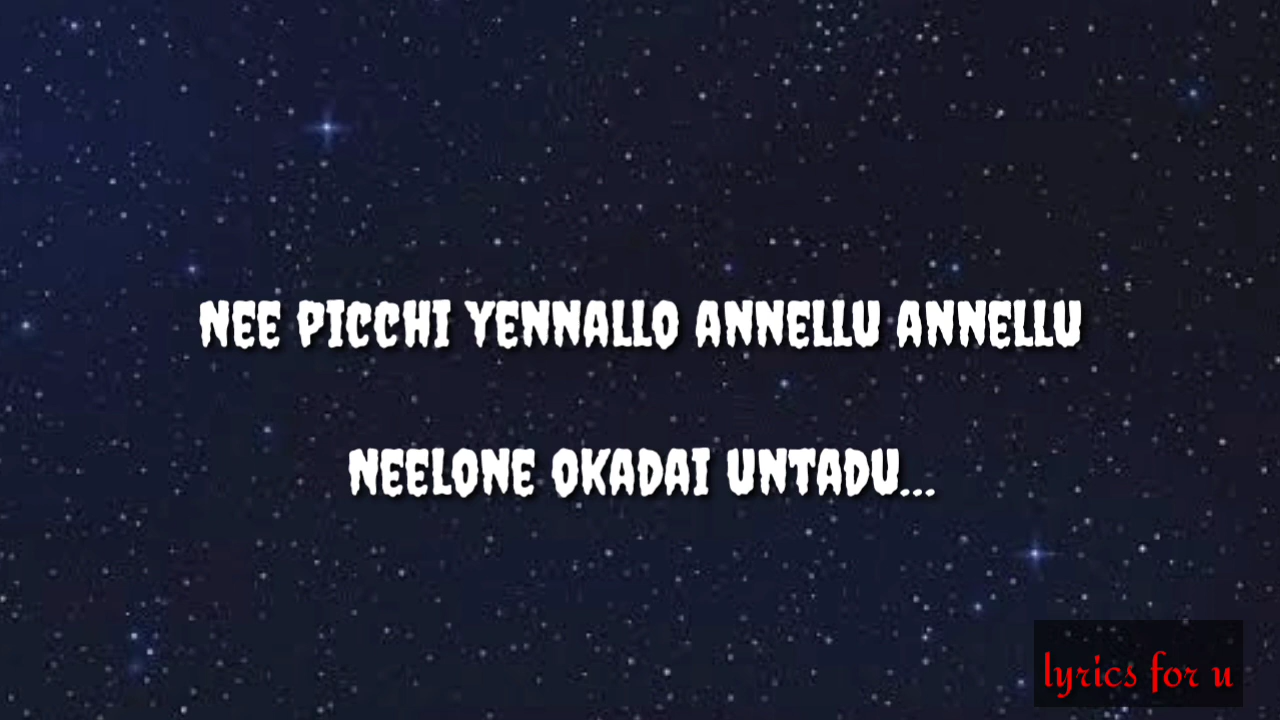 NEE PICCHI YENNALLO ANNELLU ANNELLU
NEELONE OKADAI UNTADU...
lyrics for u